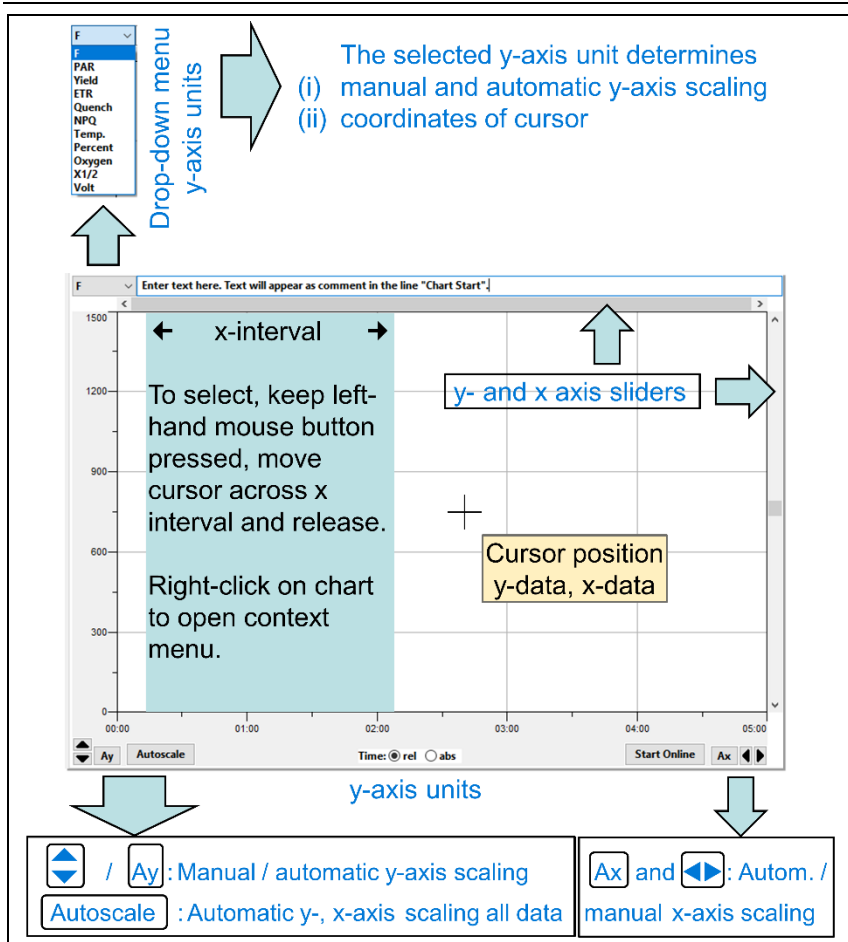 F
F
PAR
Yield
ETR
Quench
NPQ
Temp.
Percent
Oxygen
X1/2
Volt
Drop-down menu
y-axis units
The selected y-axis unit determines
(i) manual and automatic y-axis scaling
(ii) coordinates of cursor
F
Enter text here. Text will appear as comment in the line "Chart Start".
1500
1200
900
600
300
0
x-interval
To select, keep left-
hand mouse button
pressed, move
cursor across x
interval and release.
Right-click on chart
to open context
menu.
y- and x axis sliders
Cursor position
y-data, x-data
00:00 01:00 02:00 03:00 04:00 05:00
Ay Autoscale Time: rel abs Start Online Ax
y-axis units
/ Ay : Manual / automatic y-axis scaling
Autoscale : Automatic y-, x-axis scaling all data
Ax and : Autom. /
manual x-axis scaling